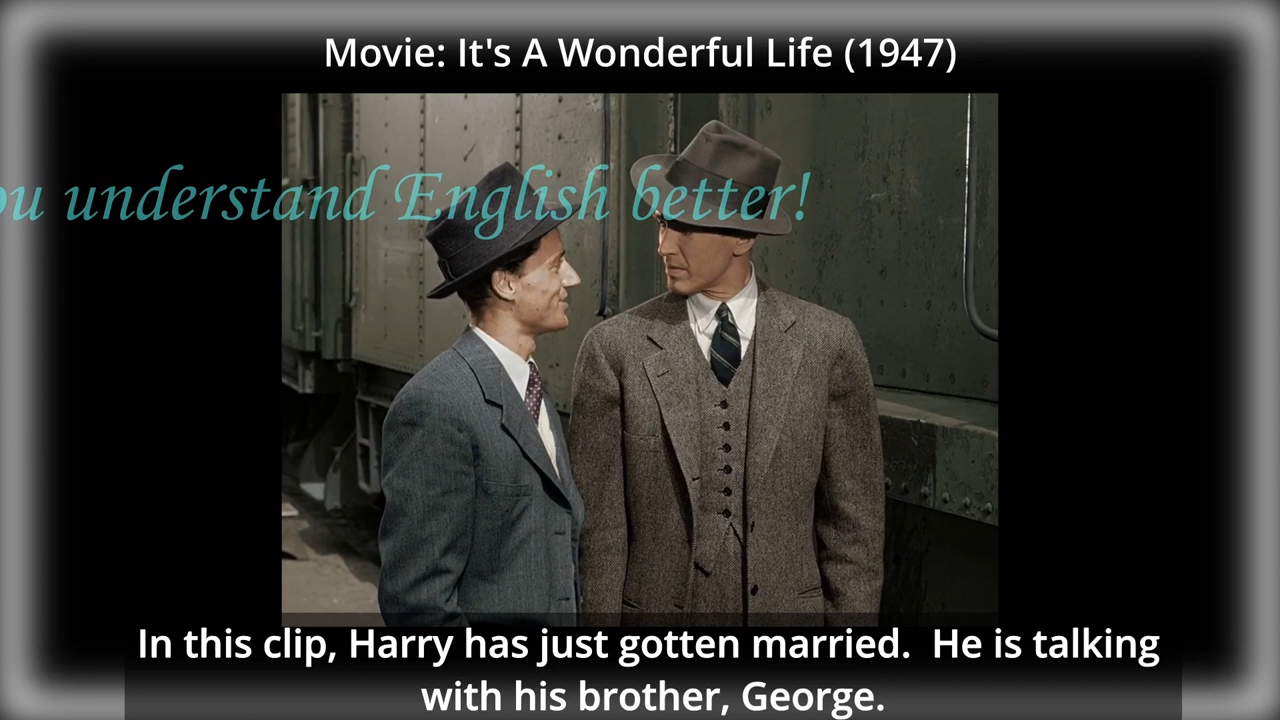 Movie: It's A Wonderful Life (1947)
ou understand English better!
In this clip, Harry has just gotten married. He is talking
with his brother, George.